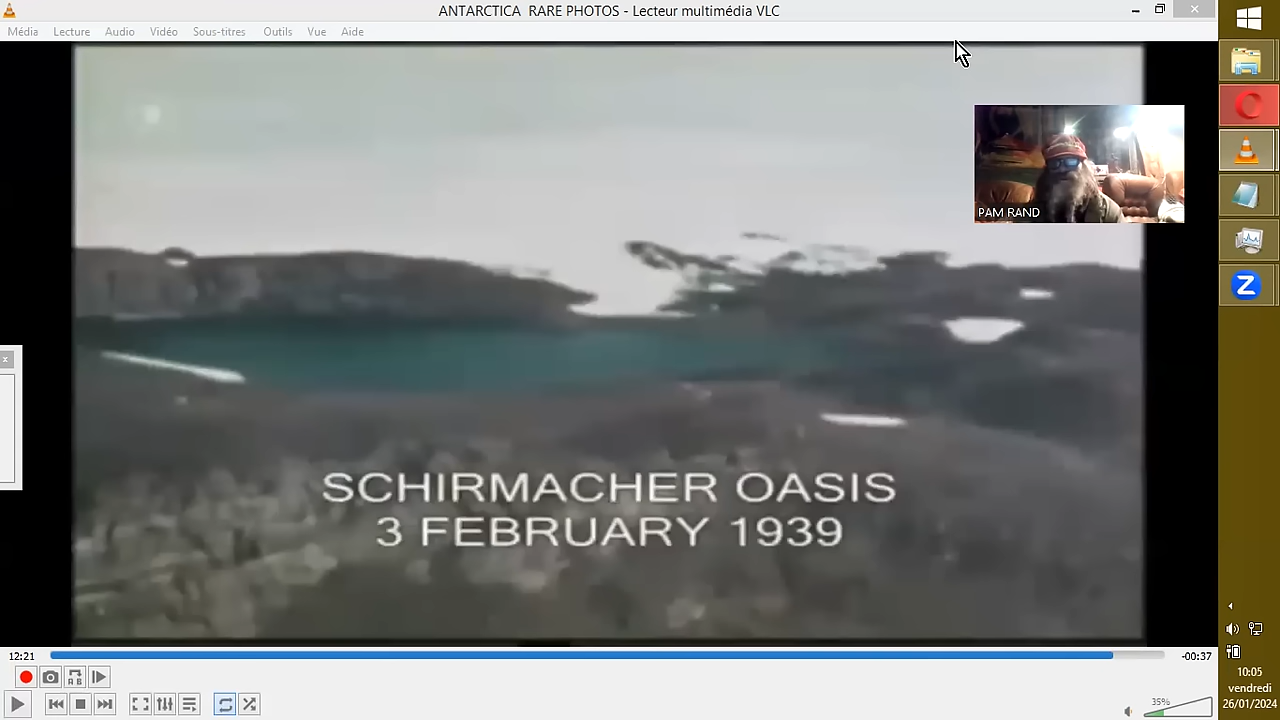 ANTARCTICA  RARE PHOTOS - Lecteur multimédia VLC
Média Lecture Audio Vidéo Sous-titres Outils Vue Aide
PAM RAND
SCHIRMACHER OASIS
3 FEBRUARY 1939
12:21
-00:37
35%
10:05
vendredi
26/01/2024